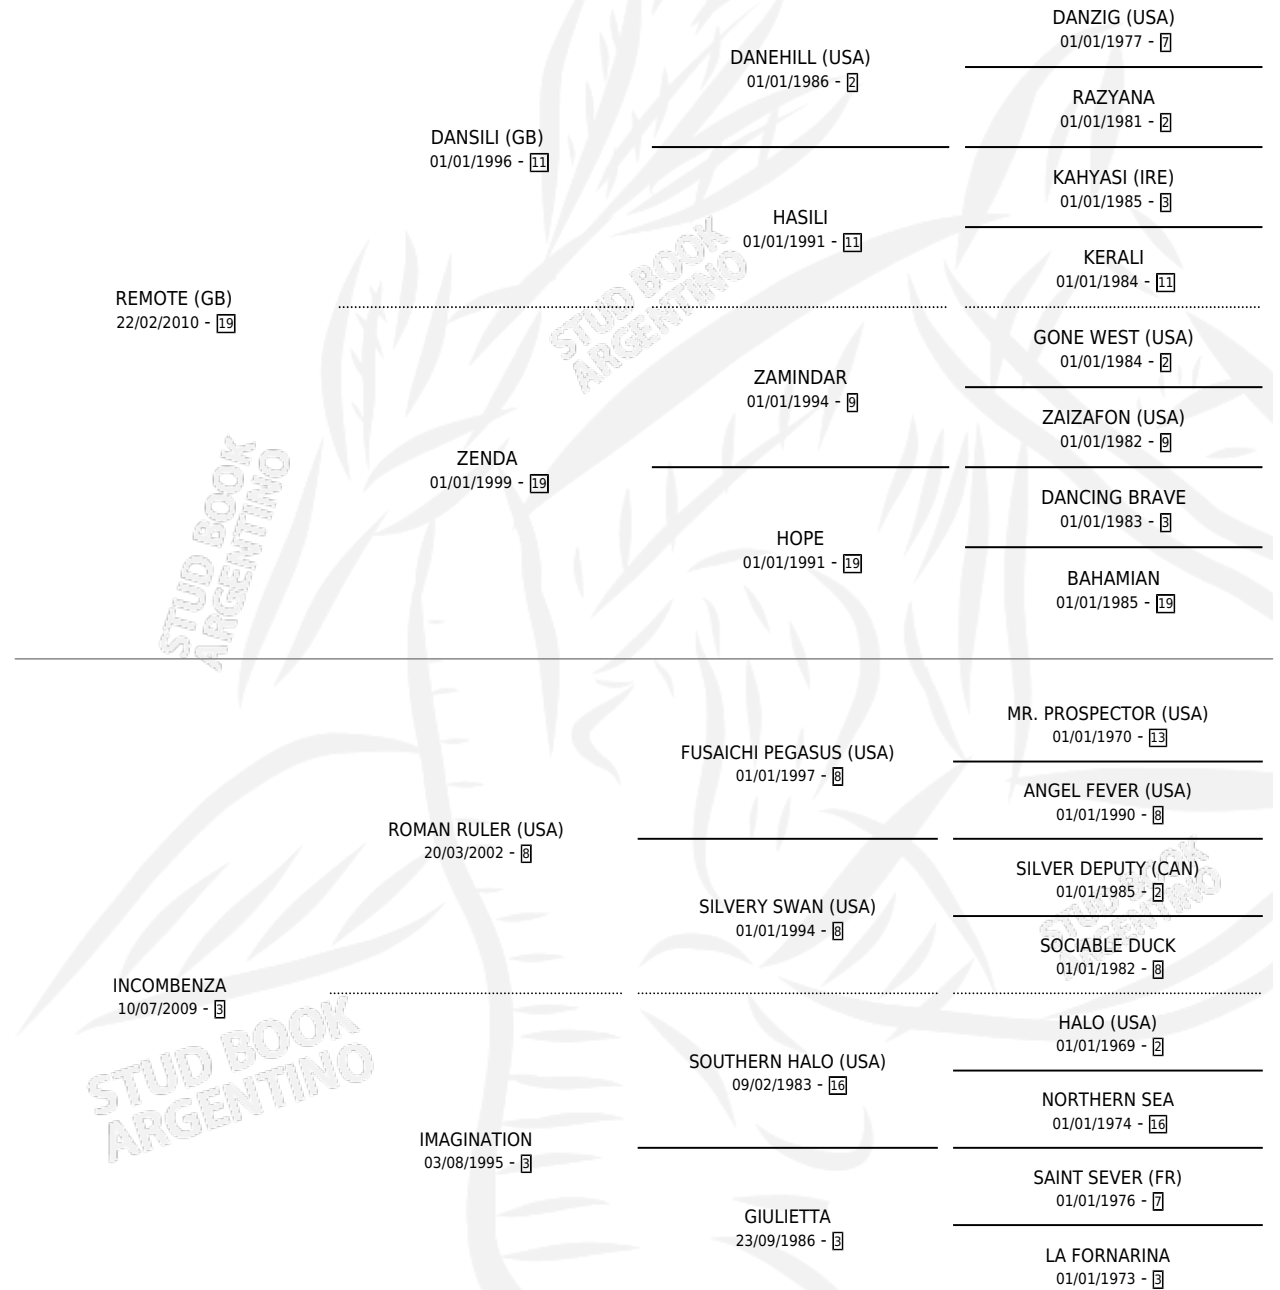 DANZIG (USA)
01/01/1977 - 7
DANEHILL (USA)
01/01/1986 - 2
RAZYANA
01/01/1981 - 2
DANSILI (GB)
01/01/1996 - 11
KAHYASI (IRE)
01/01/1985 - 3
HASILI
01/01/1991 - 11
KERALI
01/01/1984 - 11
REMOTE (GB)
22/02/2010 - 19
GONE WEST (USA)
01/01/1984 - 2
ZAMINDAR
01/01/1994 - 9
ZAIZAFON (USA)
01/01/1982 - 9
ZENDA
01/01/1999 - 19
DANCING BRAVE
01/01/1983 - 3
HOPE
01/01/1991 - 19
BAHAMIAN
01/01/1985 - 19
MR. PROSPECTOR (USA)
01/01/1970 - 13
FUSAICHI PEGASUS (USA)
01/01/1997 - 8
ANGEL FEVER (USA)
01/01/1990 - 8
ROMAN RULER (USA)
20/03/2002 - 8
SILVER DEPUTY (CAN)
01/01/1985 - 2
SILVERY SWAN (USA)
01/01/1994 - 8
SOCIABLE DUCK
01/01/1982 - 8
INCOMBENZA
10/07/2009 - 3
HALO (USA)
01/01/1969 - 2
SOUTHERN HALO (USA)
09/02/1983 - 16
NORTHERN SEA
01/01/1974 - 16
IMAGINATION
03/08/1995 - 3
SAINT SEVER (FR)
01/01/1976 - 7
GIULIETTA
23/09/1986 - 3
LA FORNARINA
01/01/1973 - 3
STUD BOOK
ARGENTINO
STUD BOOK
ARGENTINO
STUD BOOK
ARGENTINO
STUD BOOK
ARGENTINO